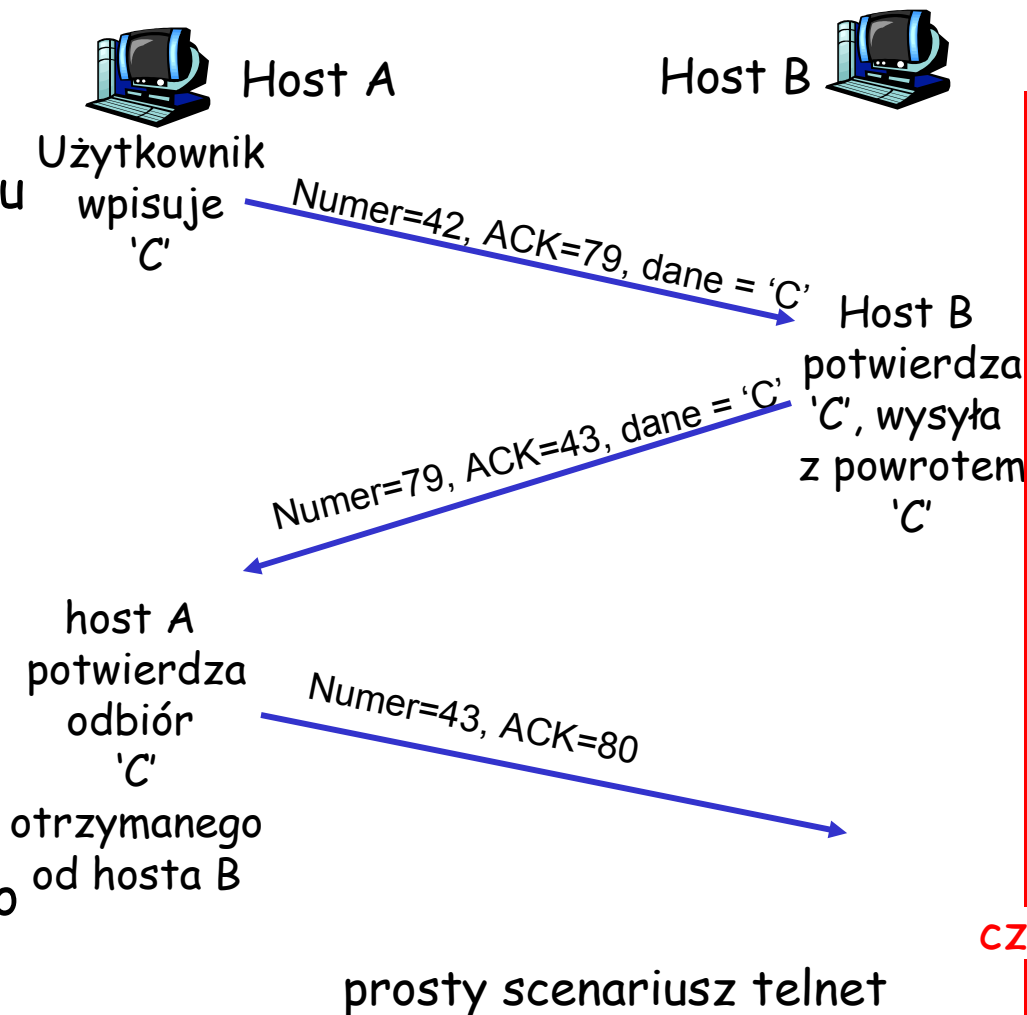 Host A
Host B
Użytkownik
wpisuje
‘C’
u
Numer=42, ACK=79, dane = ‘C’
Host B
potwierdza
‘C’, wysyła
z powrotem
‘C’
Numer=79, ACK=43, dane = ‘C’
host A
potwierdza
odbiór
‘C’
otrzymanego
od hosta B
Numer=43, ACK=80
o
cz
prosty scenariusz telnet